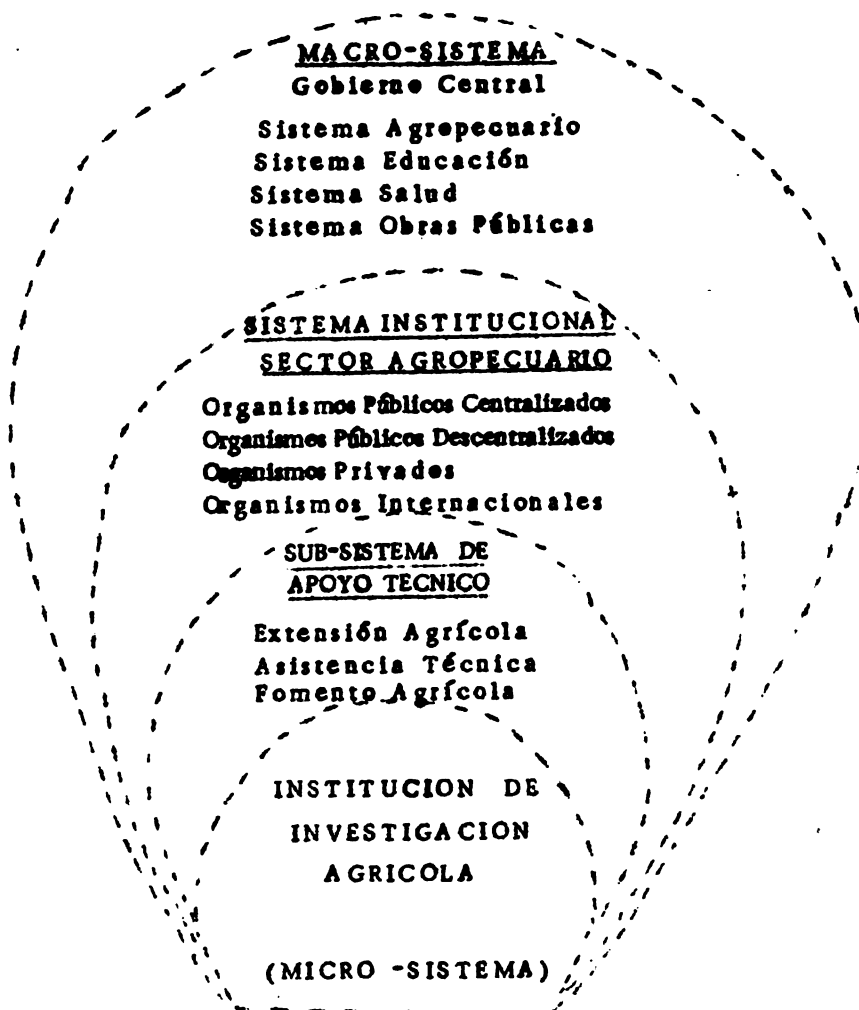 MACRO-SISTEMA
Gobierno Central
Sistema Agropecuario
Sistema Educación
Sistema Salud
Sistema Obras Públicas
SISTEMA INSTITUCIONAL
SECTOR AGROPECUARIO
Organismos Públicos Centralizados
Organismos Públicos Descentralizados
Organismos Privados
Organismos Internacionales
SUB-SISTEMA DE
APOYO TECNICO
Extensión Agrícola
Asistencia Técnica
Fomento Agrícola
INSTITUCION DE
INVESTIGACION
AGRICOLA
(MICRO -SISTEMA)